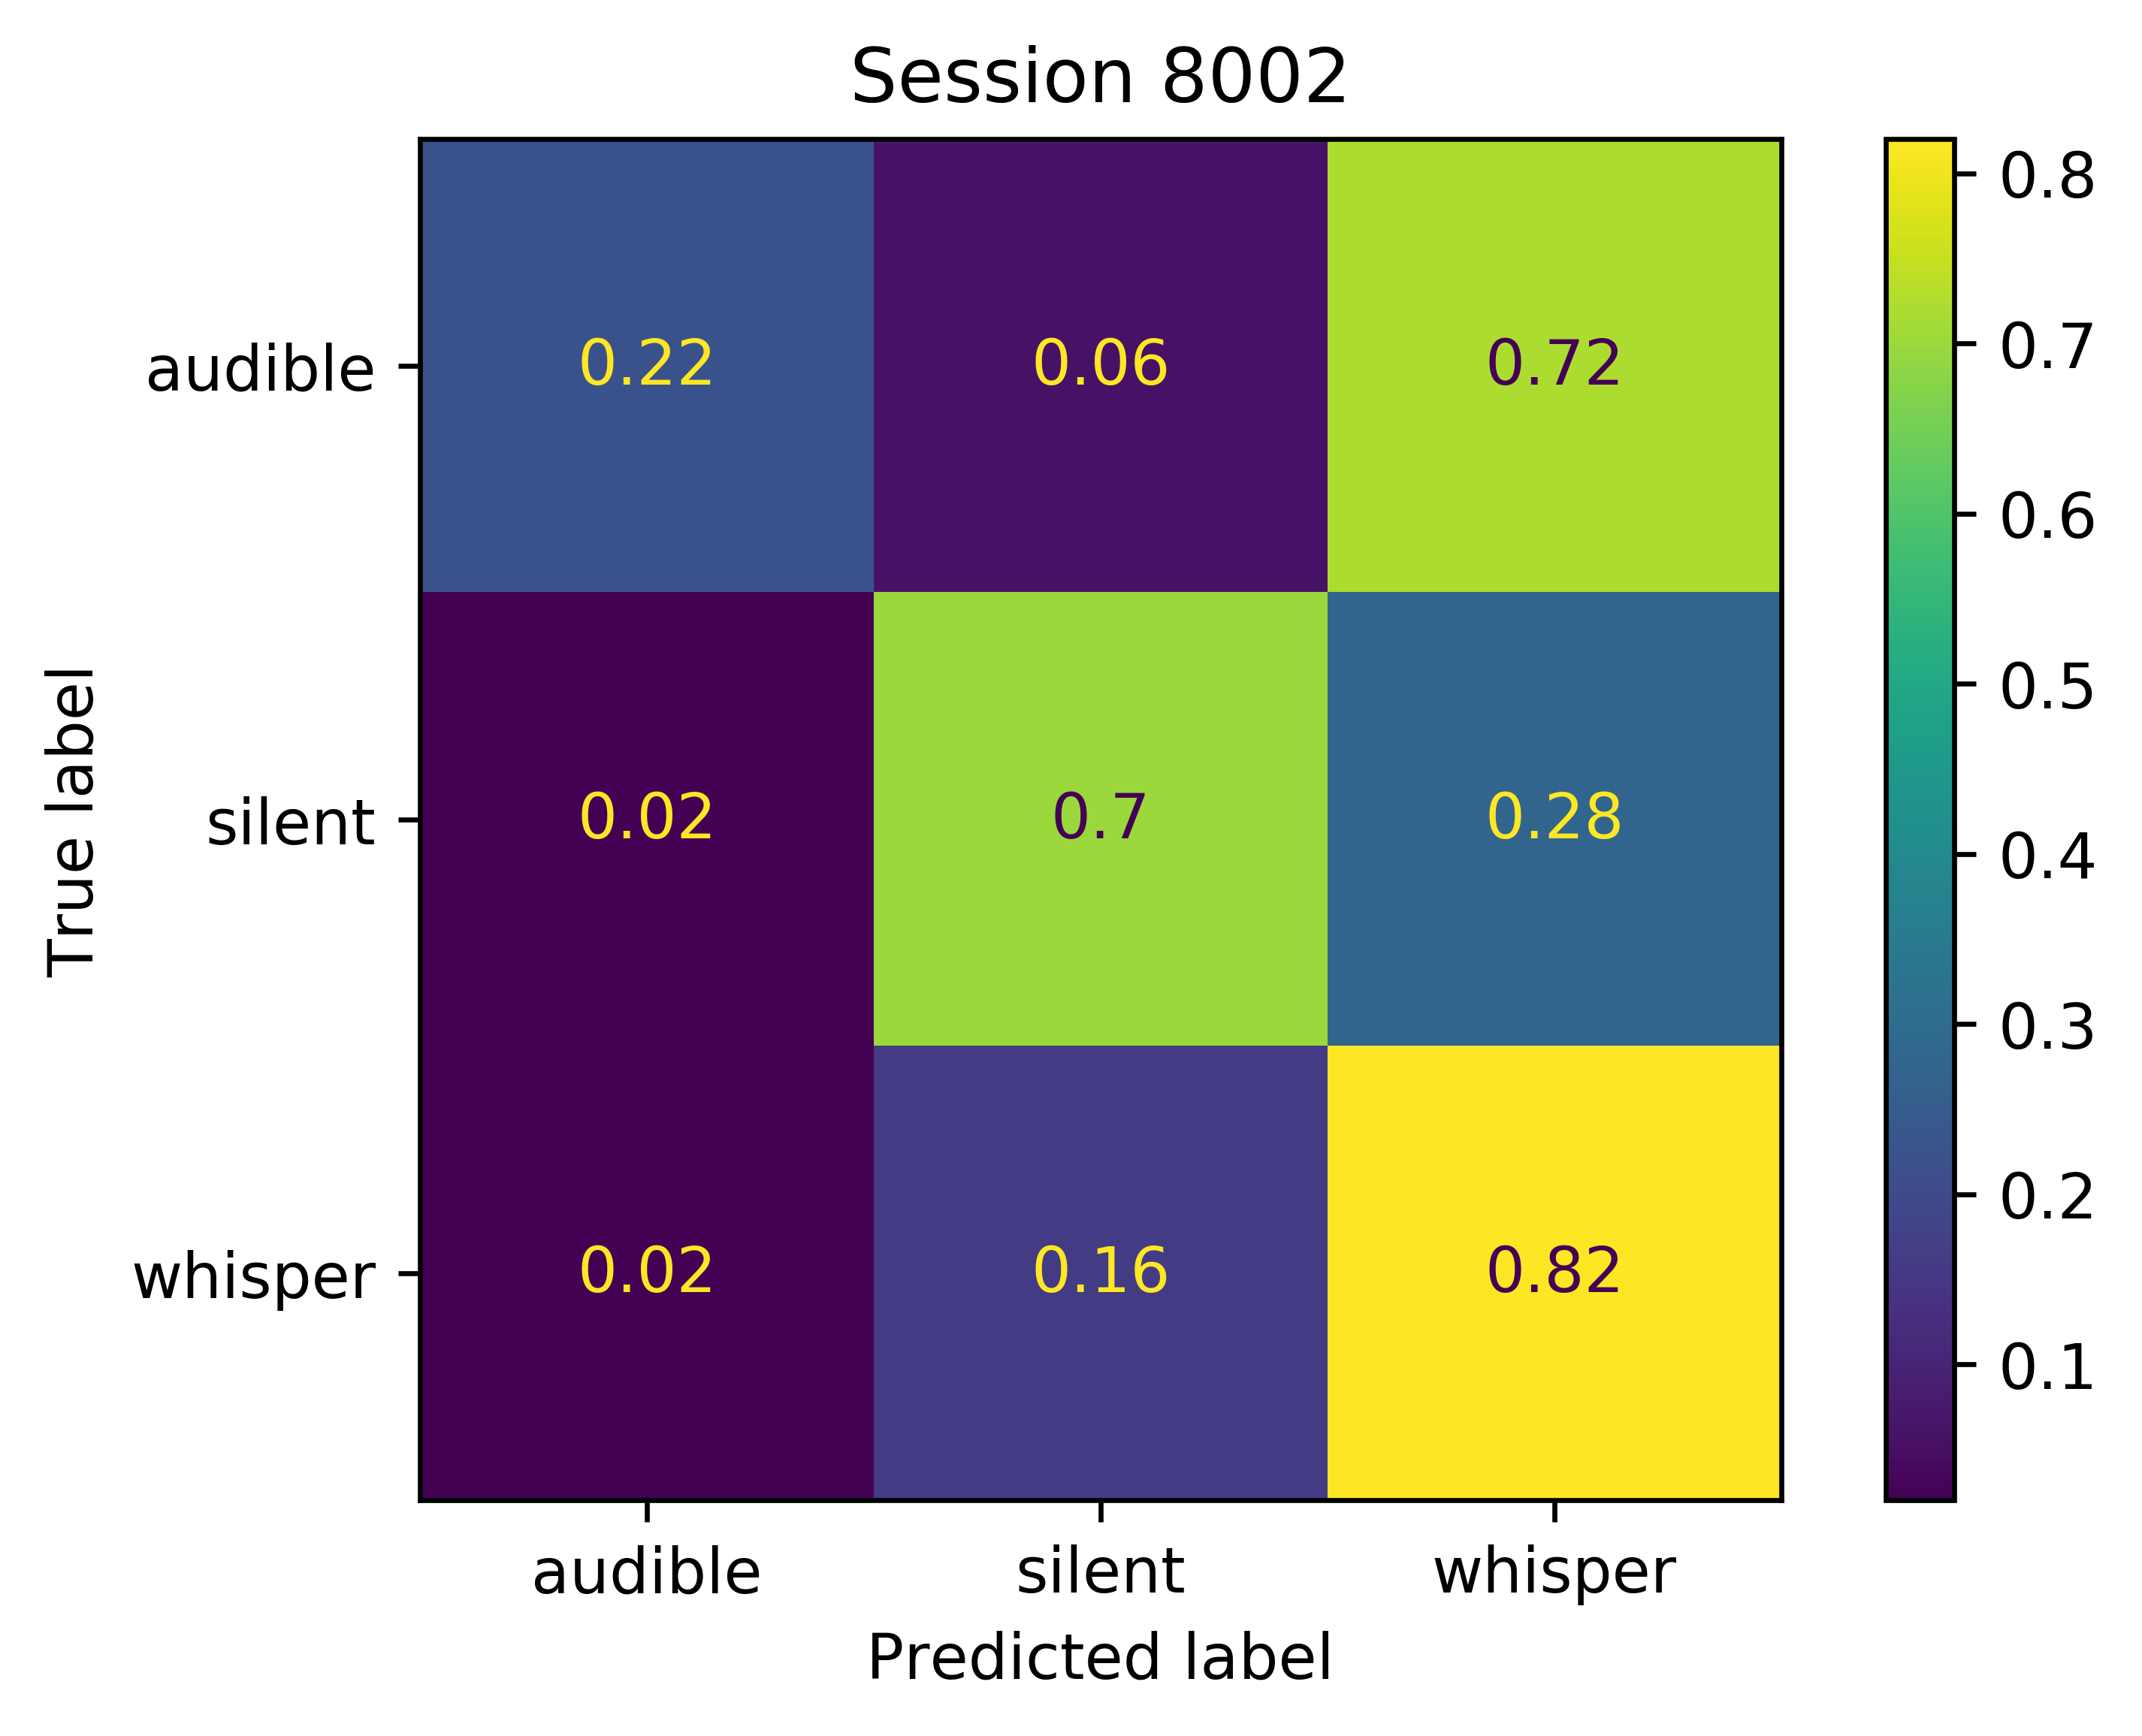 Session 8002
audible
0.22 0.06 0.72
silent
0.02 0.7 0.28
whisper
0.02 0.16 0.82
audible silent whisper
Predicted label
True label
0.8
0.7
0.6
0.5
0.4
0.3
0.2
0.1